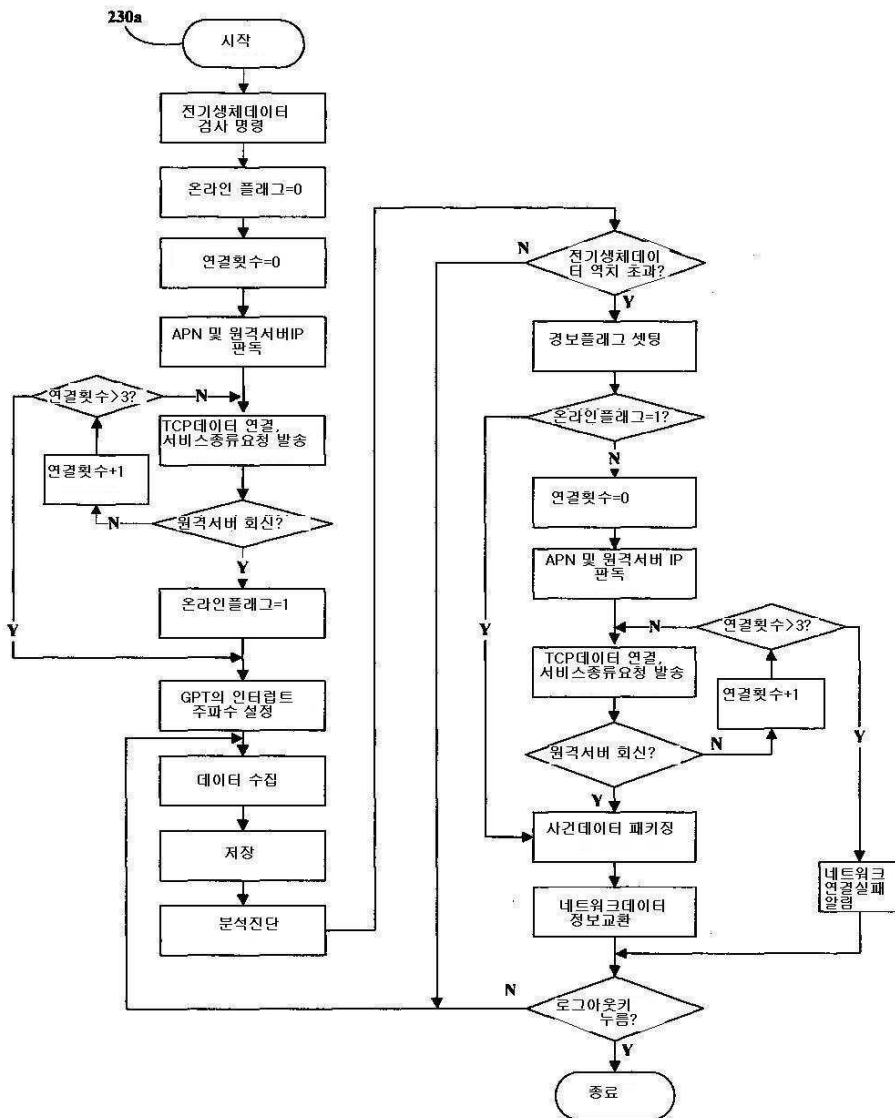 230a
시작
전기생체데이터
검사 명령
온라인 플래그=0
연결횟수=0
APN 및 원격서버IP
판독
연결횟수>3?
N
TCP데이터 연결,
서비스종류요청 발송
연결횟수+1
N
원격서버 회신?
Y
온라인플래그=1
Y
GPT의 인터럽트
주파수 설정
데이터 수집
저장
분석진단
N
전기생체데이
터 역치 초과?
Y
경보플래그 셋팅
온라인플래그=1?
N
연결횟수=0
APN 및 원격서버 IP
판독
Y
N
연결횟수>3?
TCP데이터 연결,
서비스종류요청 발송
연결횟수+1
Y
원격서버 회신?
N
Y
사건데이터 패키징
네트워크
연결실패
알림
네트워크데이터
정보교환
N
로그아웃키
누름?
Y
종료